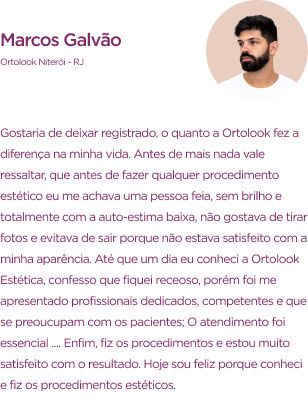 Marcos Galvão
Ortolook Niterói - RJ
Gostaria de deixar registrado, o quanto a Ortolook fez a
diferença na minha vida. Antes de mais nada vale
ressaltar, que antes de fazer qualquer procedimento
estético eu me achava uma pessoa feia, sem brilho e
totalmente com a auto-estima baixa, não gostava de tirar
fotos e evitava de sair porque não estava satisfeito com a
minha aparência. Até que um dia eu conheci a Ortolook
Estética, confesso que fiquei receoso, porém foi me
apresentado profissionais dedicados, competentes e que
se preoucupam com os pacientes; O atendimento foi
essencial .... Enfim, fiz os procedimentos e estou muito
satisfeito com o resultado. Hoje sou feliz porque conheci
e fiz os procedimentos estéticos.